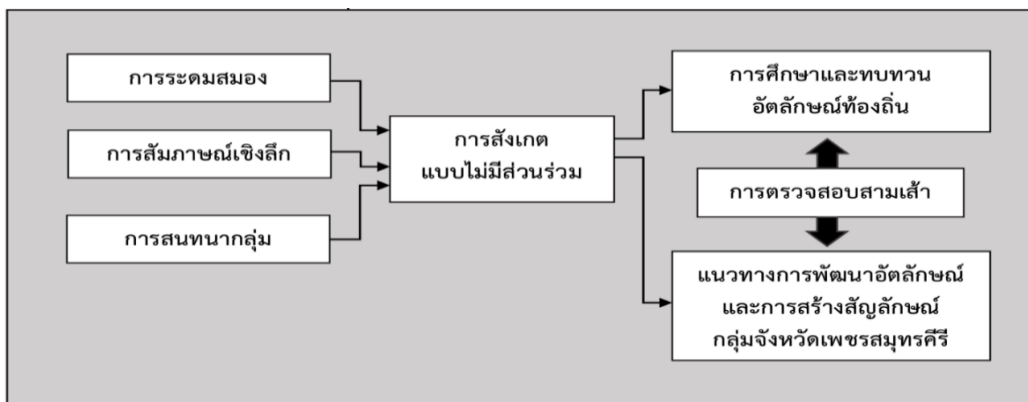 การระดมสมอง
การสัมภาษณ์เชิงลึก
การสนทนากลุ่ม
การสังเกต
แบบไม่มีส่วนร่วม
การศึกษาและทบทวน
อัตลักษณ์ท้องถิ่น
การตรวจสอบสามเส้า
แนวทางการพัฒนาอัตลักษณ์
และการสร้างสัญลักษณ์
กลุ่มจังหวัดเพชรสมุทรคีรี